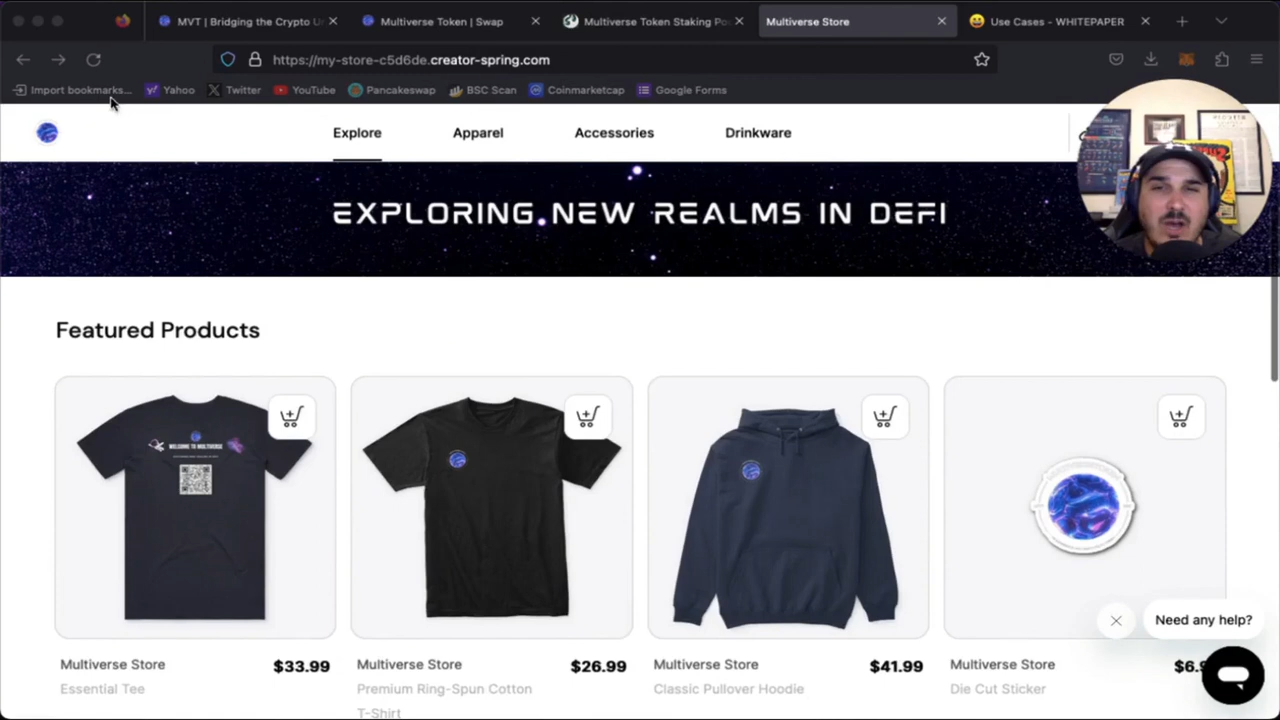 MVT | Bridging the Crypto U
Multiverse Token | Swap
Multiverse Token Staking Po
Multiverse Store
Use Cases - WHITEPAPER
https://my-store-c5d6de.creator-spring.com
Import bookmarks...
Yahoo
Twitter
YouTube
Pancakeswap
BSC Scan
Coinmarketcap
Google Forms
Explore
Apparel
Accessories
Drinkware
EXPLORING NEW REALMS IN DEFI
Featured Products
WELCOME TO MULTIVERSE
Need any help?
Multiverse Store
$33.99
Essential Tee
Multiverse Store
$26.99
Premium Ring-Spun Cotton
T-Shirt
Multiverse Store
$41.99
Classic Pullover Hoodie
Multiverse Store
$6.9
Die Cut Sticker